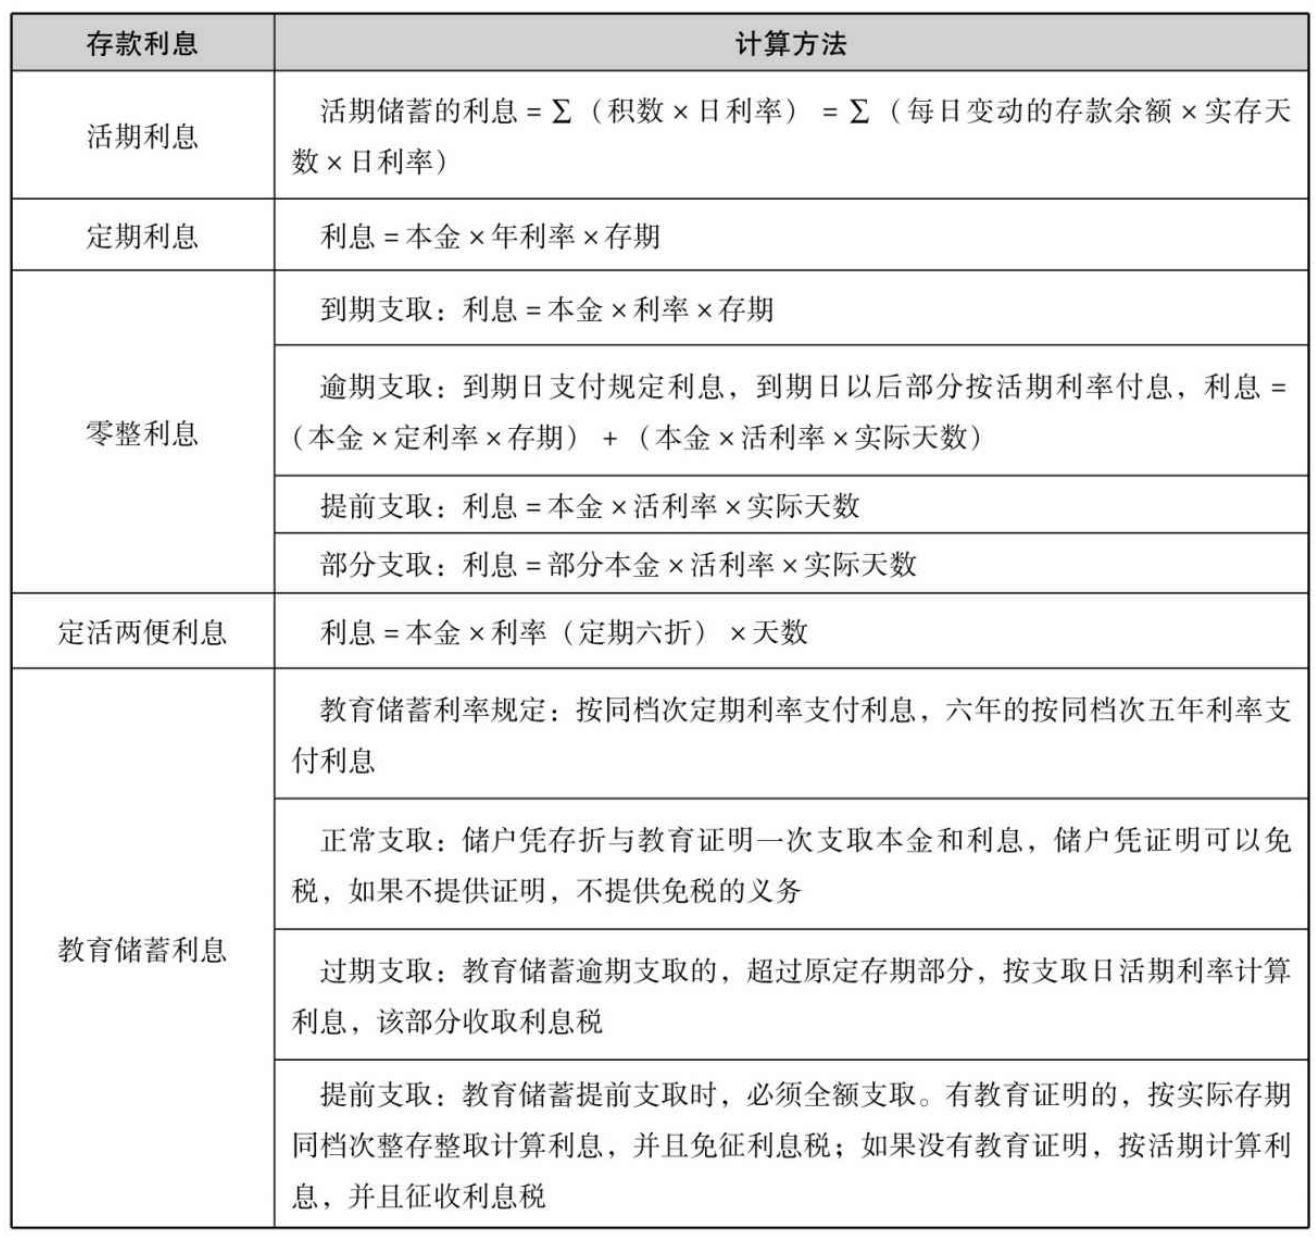 存款利息 计算方法
活期利息
活期储蓄的利息=∑（积数×日利率）=∑（每日变动的存款余额×实存天
数×日利率）
定期利息 利息=本金×年利率×存期
零整利息
到期支取：利息=本金×利率×存期
逾期支取：到期日支付规定利息，到期日以后部分按活期利率付息，利息=
（本金×定利率×存期）+（本金×活利率×实际天数）
提前支取：利息=本金×活利率×实际天数
部分支取：利息=部分本金×活利率×实际天数
定活两便利息 利息=本金×利率（定期六折）×天数
教育储蓄利息
教育储蓄利率规定：按同档次定期利率支付利息，六年的按同档次五年利率支
付利息
正常支取：储户凭存折与教育证明一次支取本金和利息，储户凭证明可以免
税，如果不提供证明，不提供免税的义务
过期支取：教育储蓄逾期支取的，超过原定存期部分，按支取日活期利率计算
利息，该部分收取利息税
提前支取：教育储蓄提前支取时，必须全额支取。有教育证明的，按实际存期
同档次整存整取计算利息，并且免征利息税；如果没有教育证明，按活期计算利
息，并且征收利息税